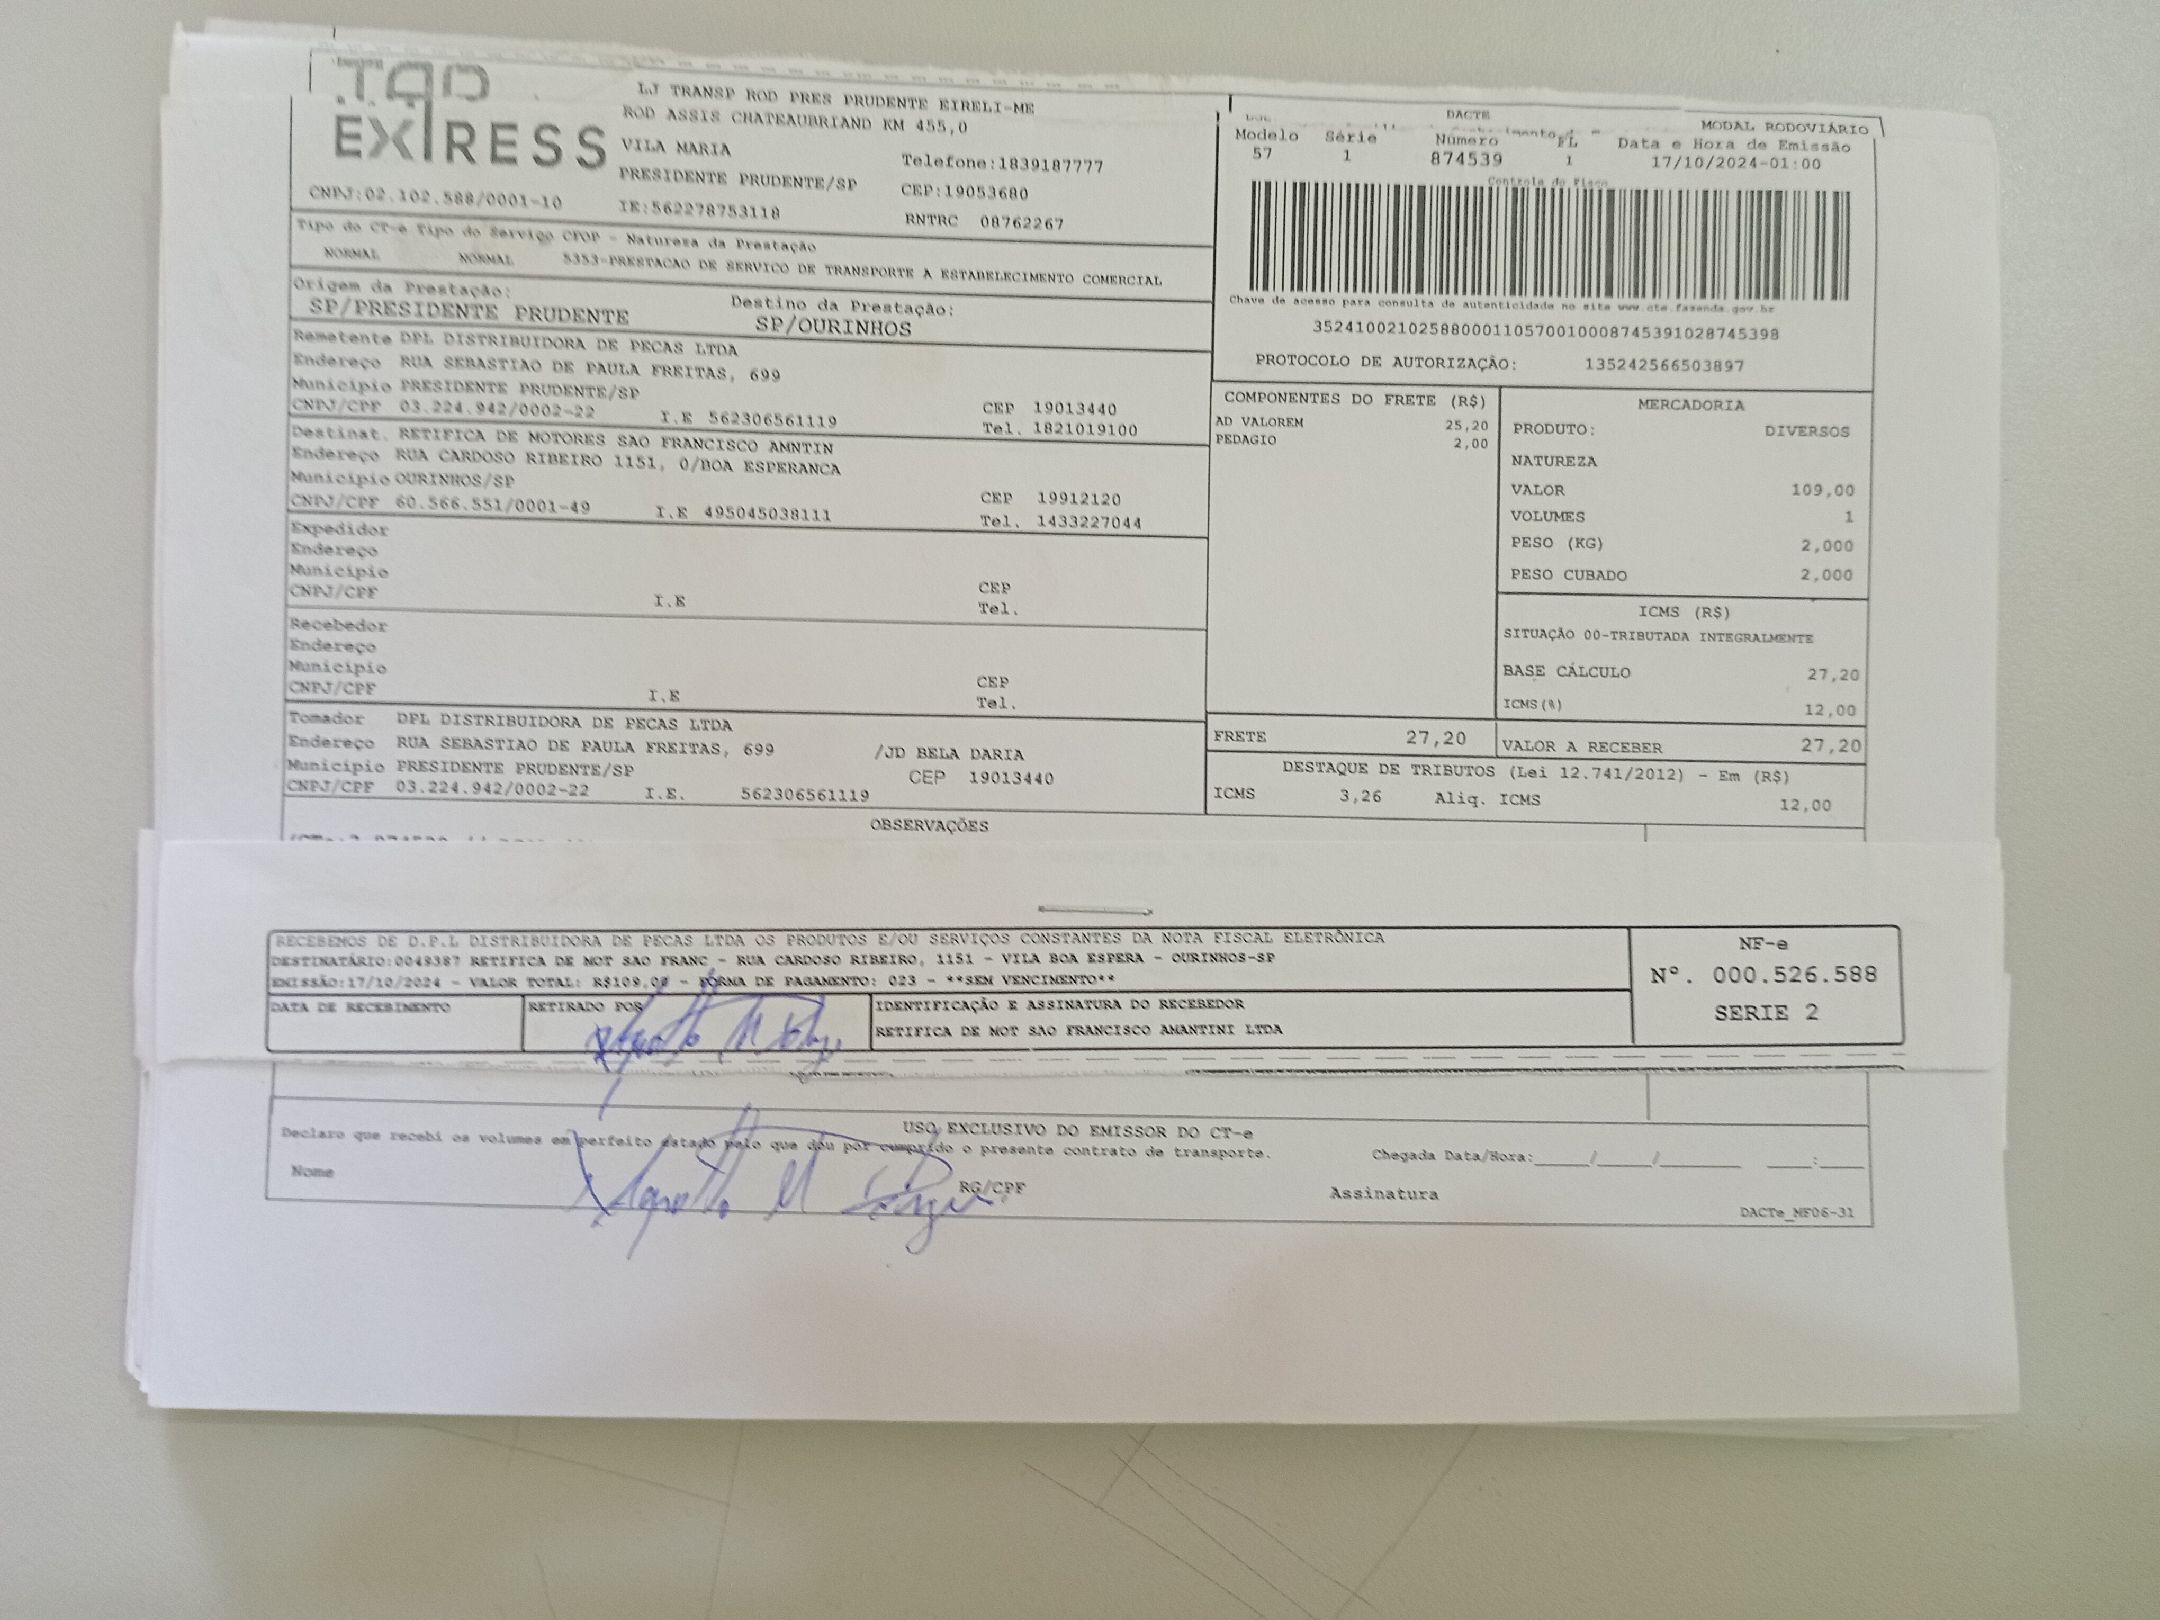 EXPRESS
LJ TRANSP ROD PRES PRUDENTE EIRELI-ME
ROD ASSIS CHATEAUBRIAND KM 455,0
VILA MARIA
Telefone:1839187777
PRESIDENTE PRUDENTE/SP
CEP:19053680
CNPJ:02.102.588/0001-10
IE:562278753118
RNTRC 08762267
DACTE
MODAL RODOVIÁRIO
Modelo Série Número FL Data e Hora de Emissão
57 1 874539 1 17/10/2024-01:00
Controle do Fisco
Chave de acesso para consulta de autenticidade no site www.cte.fazenda.gov.br
35241002102588000110570010008745391028745398
PROTOCOLO DE AUTORIZAÇÃO: 135242566503897
Tipo do CT-e Tipo do Serviço CFOP - Natureza da Prestação
NORMAL NORMAL 5353-PRESTACAO DE SERVICO DE TRANSPORTE A ESTABELECIMENTO COMERCIAL
Origem da Prestação: Destino da Prestação:
SP/PRESIDENTE PRUDENTE SP/OURINHOS
Remetente DPL DISTRIBUIDORA DE PECAS LTDA
Endereço RUA SEBASTIAO DE PAULA FREITAS, 699
Município PRESIDENTE PRUDENTE/SP
CEP 19013440
CNPJ/CPF 03.224.942/0002-22 I.E 562306561119 Tel. 1821019100
Destinat. RETIFICA DE MOTORES SAO FRANCISCO AMNTIN
Endereço RUA CARDOSO RIBEIRO 1151, 0/BOA ESPERANCA
Município OURINHOS/SP
CEP 19912120
CNPJ/CPF 60.566.551/0001-49 I.E 495045038111 Tel. 1433227044
Expedidor
Endereço
Município
CEP
CNPJ/CPF I.E Tel.
Recebedor
Endereço
Município
CEP
CNPJ/CPF I.E Tel.
Tomador DPL DISTRIBUIDORA DE PECAS LTDA
Endereço RUA SEBASTIAO DE PAULA FREITAS, 699 /JD BELA DARIA
Município PRESIDENTE PRUDENTE/SP CEP 19013440
CNPJ/CPF 03.224.942/0002-22 I.E. 562306561119
COMPONENTES DO FRETE (R$)
AD VALOREM 25,20
PEDAGIO 2,00
MERCADORIA
PRODUTO: DIVERSOS
NATUREZA
VALOR 109,00
VOLUMES 1
PESO (KG) 2,000
PESO CUBADO 2,000
ICMS (R$)
SITUAÇÃO 00-TRIBUTADA INTEGRALMENTE
BASE CÁLCULO 27,20
ICMS(%) 12,00
FRETE 27,20 VALOR A RECEBER 27,20
DESTAQUE DE TRIBUTOS (Lei 12.741/2012) - Em (R$)
ICMS 3,26 Aliq. ICMS 12,00
OBSERVAÇÕES
RECEBEMOS DE D.P.L DISTRIBUIDORA DE PECAS LTDA OS PRODUTOS E/OU SERVIÇOS CONSTANTES DA NOTA FISCAL ELETRÔNICA
DESTINATÁRIO:0048387 RETIFICA DE MOT SAO FRANC - RUA CARDOSO RIBEIRO, 1151 - VILA BOA ESPERA - OURINHOS-SP
EMISSÃO:17/10/2024 - VALOR TOTAL: R$109,00 - FORMA DE PAGAMENTO: 023 - **SEM VENCIMENTO**
DATA DE RECEBIMENTO RETIRADO POR IDENTIFICAÇÃO E ASSINATURA DO RECEBEDOR
RETIFICA DE MOT SAO FRANCISCO AMANTINI LTDA
NF-e
Nº. 000.526.588
SERIE 2
USO EXCLUSIVO DO EMISSOR DO CT-e
Declaro que recebi os volumes em perfeito estado pelo que dou por cumprido o presente contrato de transporte.
Chegada Data/Hora:_____/_____/_______ ____:____
Nome RG/CPF Assinatura
DACTe_MF06-31